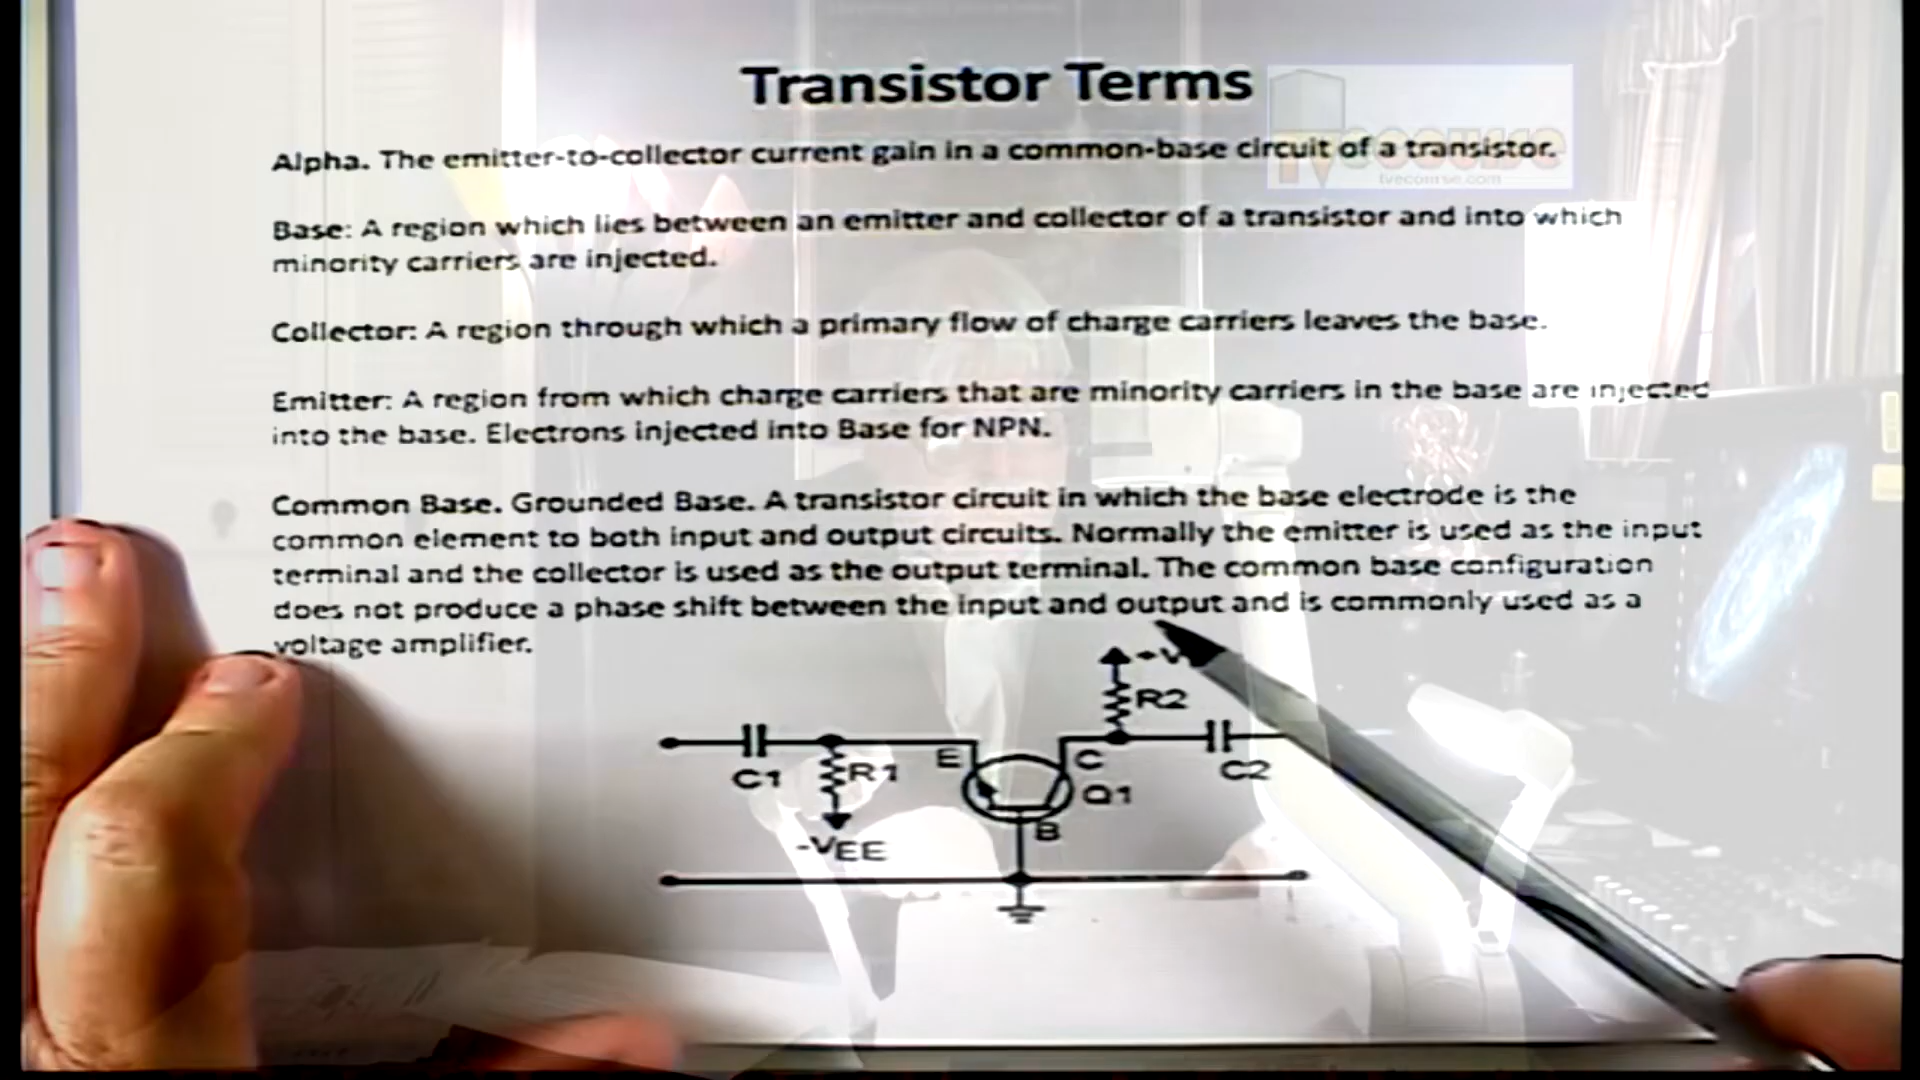 Transistor Terms
Alpha. The emitter-to-collector current gain in a common-base circuit of a transistor.
tvecourse.com
Base: A region which lies between an emitter and collector of a transistor and into which
minority carriers are injected.
Collector: A region through which a primary flow of charge carriers leaves the base.
Emitter: A region from which charge carriers that are minority carriers in the base are injected
into the base. Electrons injected into Base for NPN.
Common Base. Grounded Base. A transistor circuit in which the base electrode is the
common element to both input and output circuits. Normally the emitter is used as the input
terminal and the collector is used as the output terminal. The common base configuration
does not produce a phase shift between the input and output and is commonly used as a
voltage amplifier.
R2
E
C
C1
R1
C2
Q1
B
-VEE